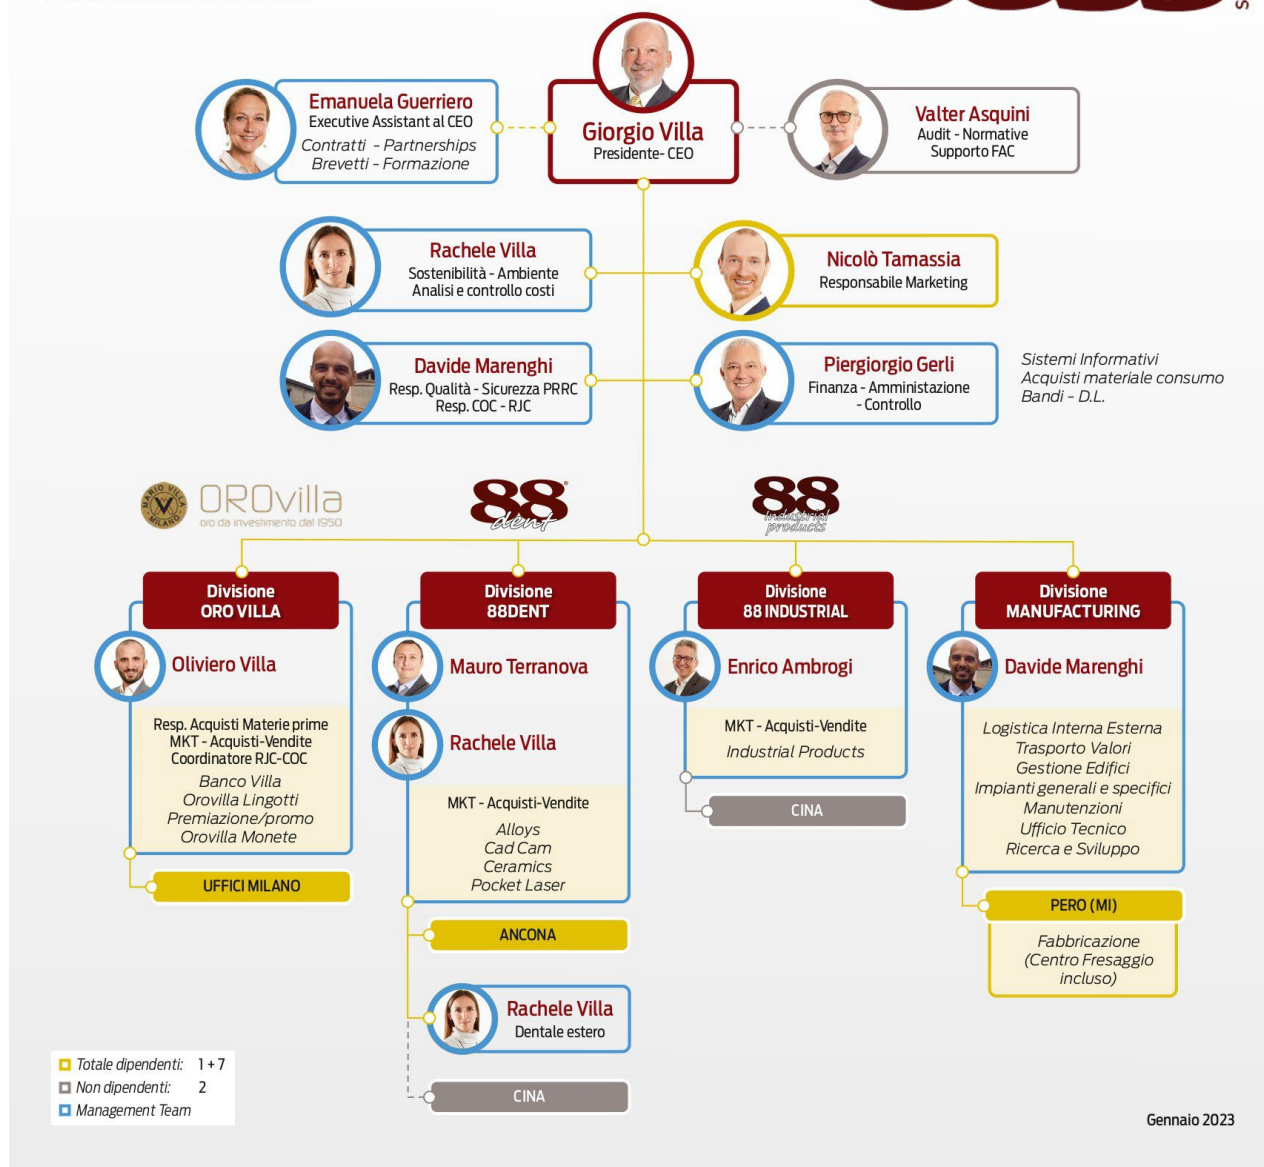 Emanuela Guerriero
Executive Assistant al CEO
Contratti - Partnerships
Brevetti - Formazione
Giorgio Villa
Presidente- CEO
Valter Asquini
Audit - Normative
Supporto FAC
Rachele Villa
Sostenibilità - Ambiente
Analisi e controllo costi
Nicolò Tamassia
Responsabile Marketing
Davide Marenghi
Resp. Qualità - Sicurezza PRRC
Resp. COC - RJC
Piergiorgio Gerli
Finanza - Amministazione
- Controllo
Sistemi Informativi
Acquisti materiale consumo
Bandi - D.L.
MARIO VILLA
MILANO
OROvilla
oro da investimento dal 1950
88®
dent
88
industrial
products
Divisione
ORO VILLA
Oliviero Villa
Resp. Acquisti Materie prime
MKT - Acquisti-Vendite
Coordinatore RJC-COC
Banco Villa
Orovilla Lingotti
Premiazione/promo
Orovilla Monete
UFFICI MILANO
Divisione
88DENT
Mauro Terranova
Rachele Villa
MKT - Acquisti-Vendite
Alloys
Cad Cam
Ceramics
Pocket Laser
ANCONA
Rachele Villa
Dentale estero
CINA
Divisione
88 INDUSTRIAL
Enrico Ambrogi
MKT - Acquisti-Vendite
Industrial Products
CINA
Divisione
MANUFACTURING
Davide Marenghi
Logistica Interna Esterna
Trasporto Valori
Gestione Edifici
Impianti generali e specifici
Manutenzioni
Ufficio Tecnico
Ricerca e Sviluppo
PERO (MI)
Fabbricazione
(Centro Fresaggio
incluso)
Totale dipendenti: 1 + 7
Non dipendenti: 2
Management Team
Gennaio 2023